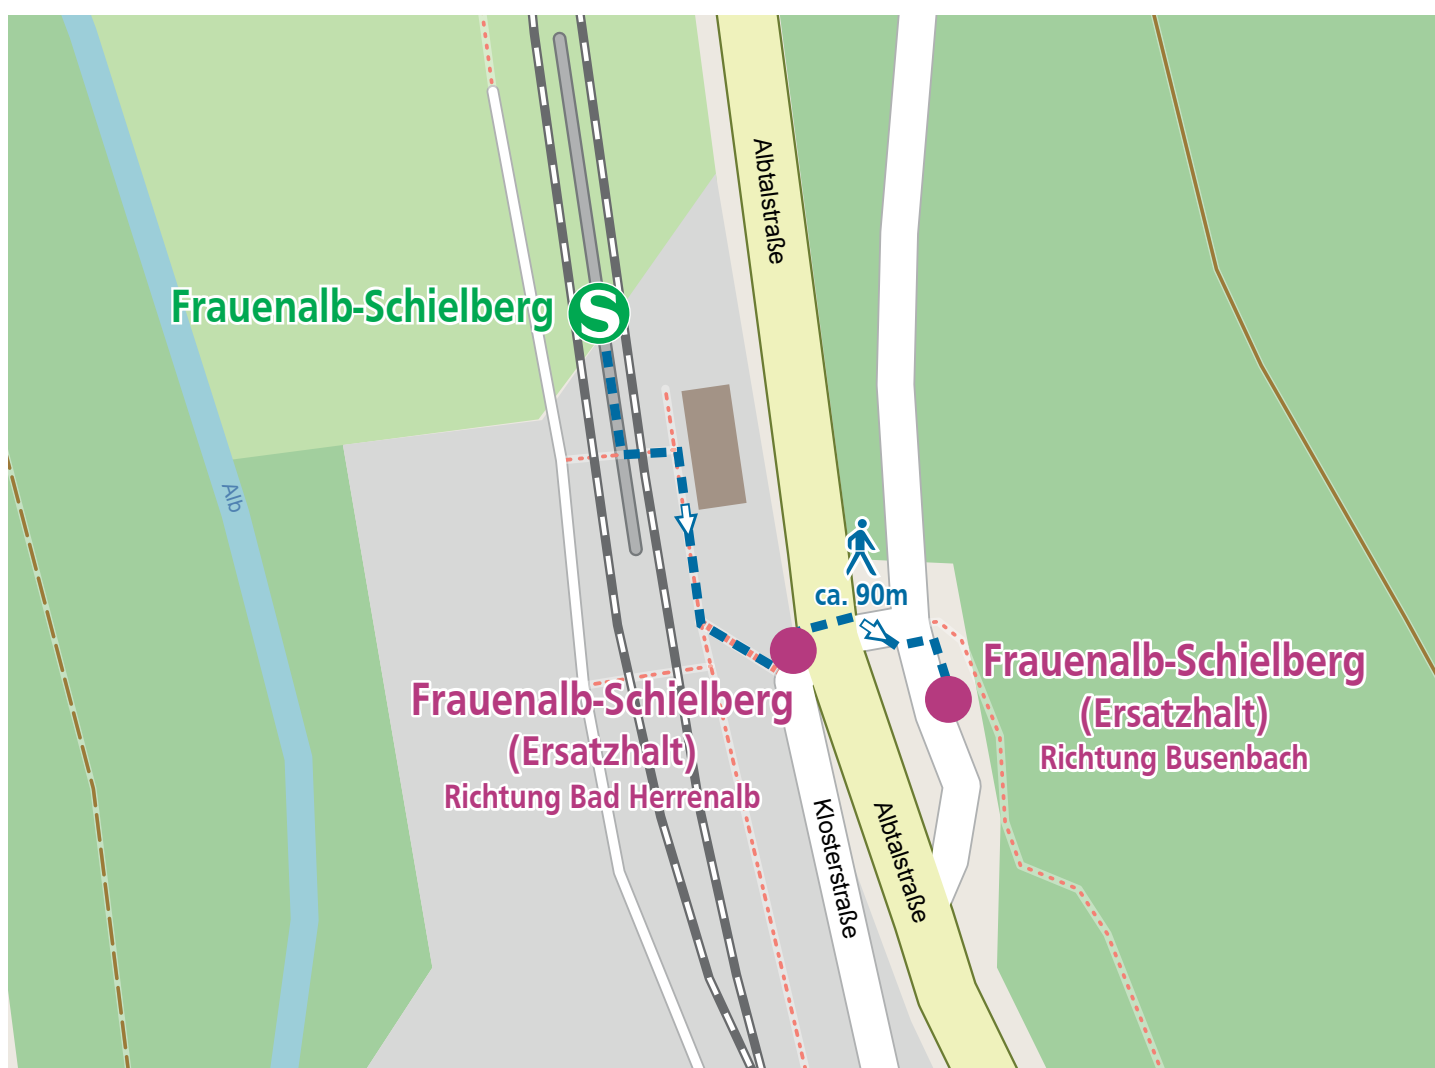 Albtalstraße
Frauenalb-Schielberg
S
Alb
ca. 90m
Frauenalb-Schielberg
(Ersatzhalt)
Richtung Busenbach
Frauenalb-Schielberg
(Ersatzhalt)
Richtung Bad Herrenalb
Klosterstraße
Albtalstraße